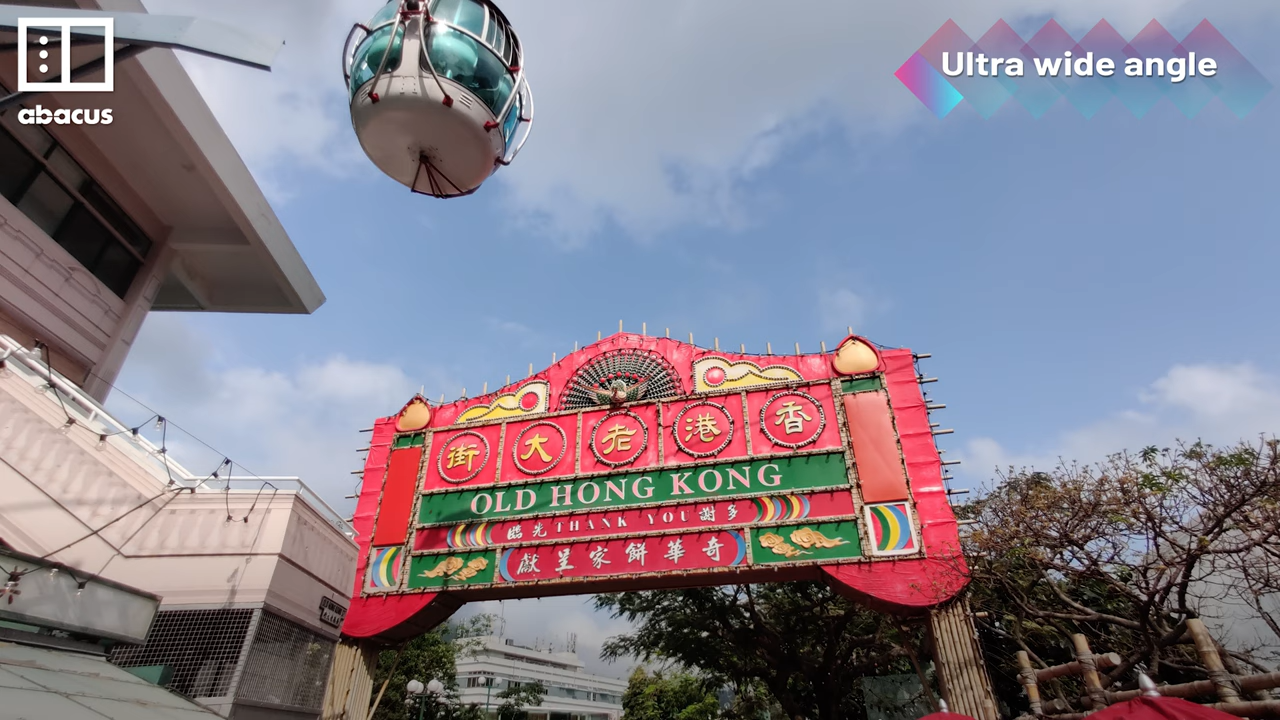 abacus
Ultra wide angle
香港老大街
OLD HONG KONG
多謝 THANK YOU 光臨
奇華餅家呈獻